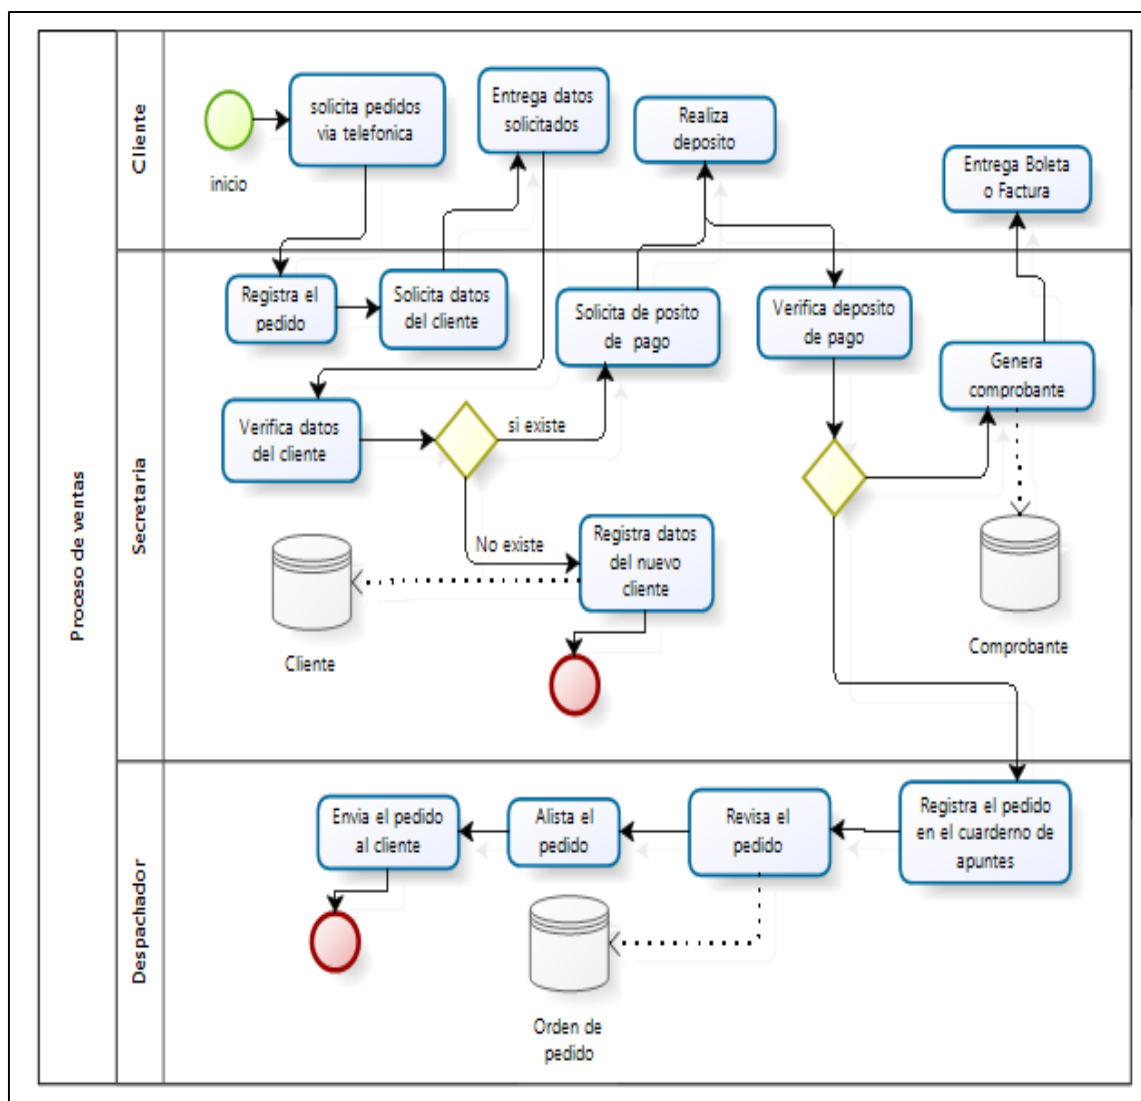 Proceso de ventas
Cliente
inicio
solicita pedidos
via telefonica
Entrega datos
solicitados
Realiza
deposito
Entrega Boleta
o Factura
Secretaria
Registra el
pedido
Solicita datos
del cliente
Solicita de posito
de pago
Verifica deposito
de pago
Genera
comprobante
Verifica datos
del cliente
si existe
No existe
Registra datos
del nuevo
cliente
Cliente
Comprobante
Despachador
Envia el pedido
al cliente
Alista el
pedido
Revisa el
pedido
Registra el pedido
en el cuarderno de
apuntes
Orden de
pedido